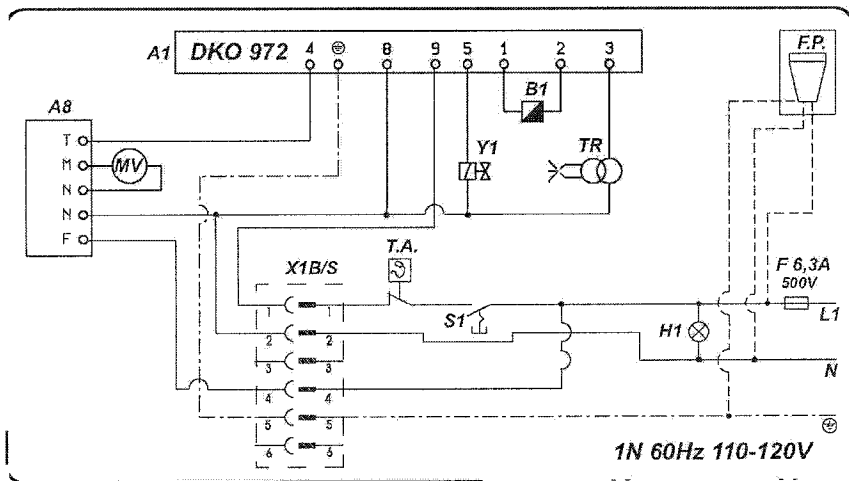 A1 DKO 972 4 8 9 5 1 2 3
F.P.
A8
B1
T
M MV
N
N
F
Y1 TR
T.A.
X1B/S
F 6,3A
500V
1 1
S1
H1
L1
2 2
3 3
N
4 4
5 5
6 6
1N 60Hz 110-120V